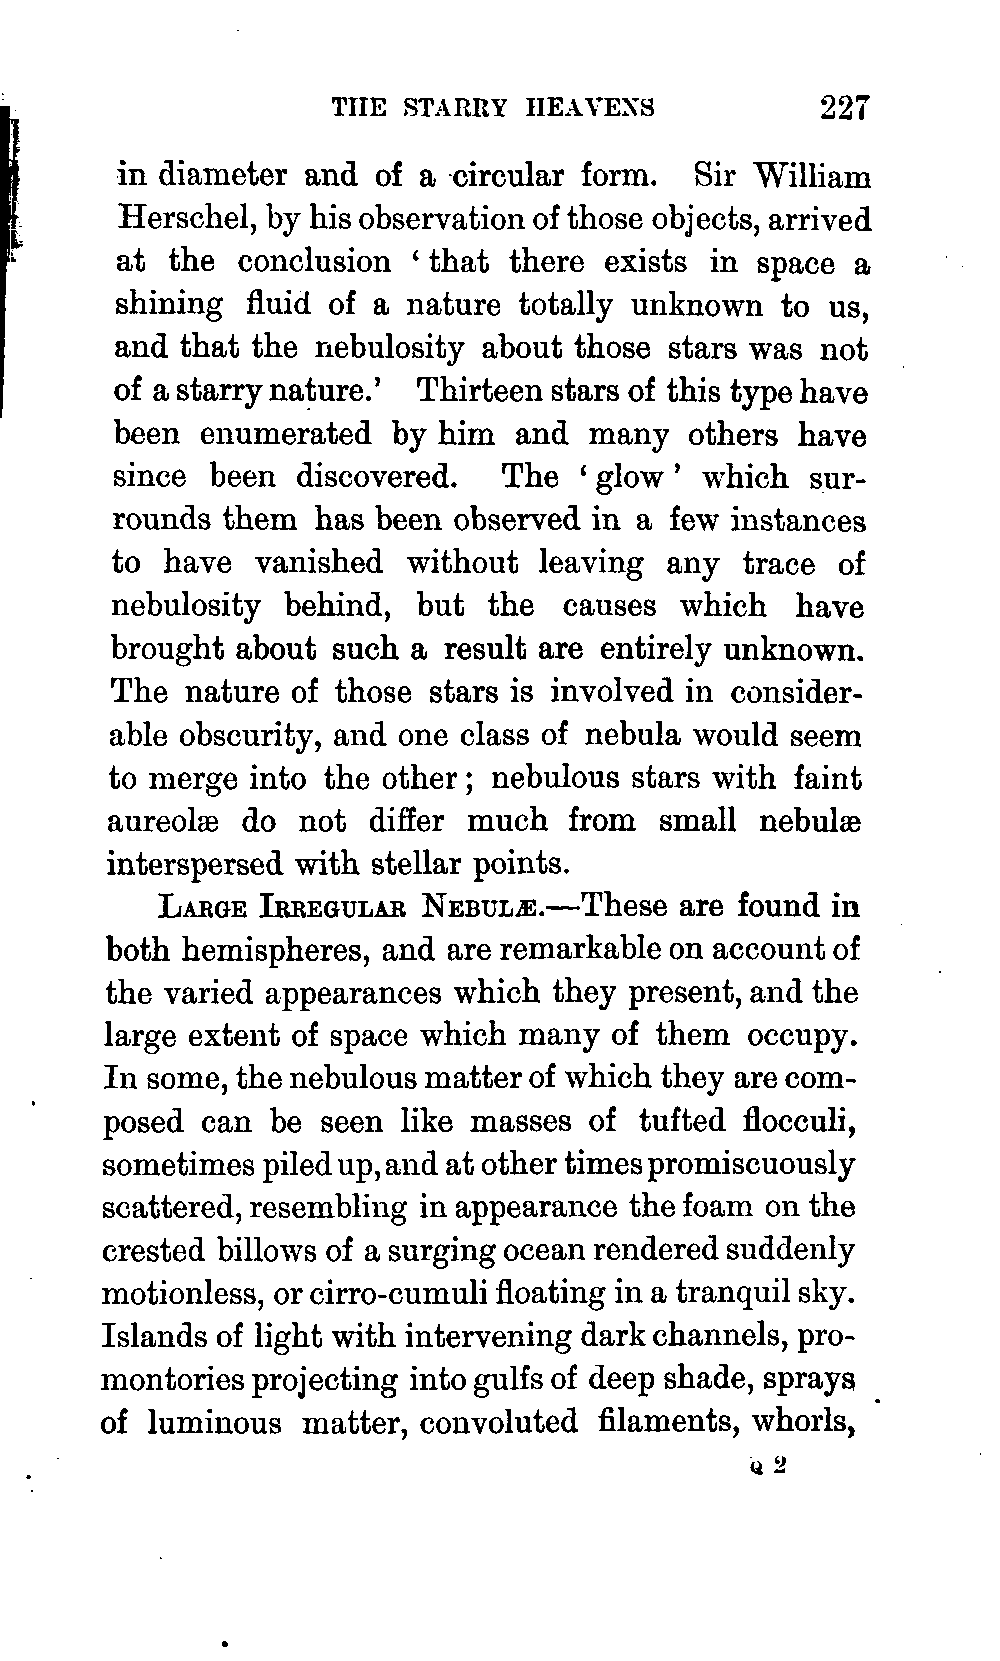 THE STARRY HEAVENS 227
in diameter and of a circular form. Sir William
Herschel, by his observation of those objects, arrived
at the conclusion ‘ that there exists in space a
shining fluid of a nature totally unknown to us,
and that the nebulosity about those stars was not
of a starry nature.’ Thirteen stars of this type have
been enumerated by him and many others have
since been discovered. The ‘ glow ’ which sur-
rounds them has been observed in a few instances
to have vanished without leaving any trace of
nebulosity behind, but the causes which have
brought about such a result are entirely unknown.
The nature of those stars is involved in consider-
able obscurity, and one class of nebula would seem
to merge into the other ; nebulous stars with faint
aureolæ do not differ much from small nebulæ
interspersed with stellar points.
LARGE IRREGULAR NEBULÆ.—These are found in
both hemispheres, and are remarkable on account of
the varied appearances which they present, and the
large extent of space which many of them occupy.
In some, the nebulous matter of which they are com-
posed can be seen like masses of tufted flocculi,
sometimes piled up, and at other times promiscuously
scattered, resembling in appearance the foam on the
crested billows of a surging ocean rendered suddenly
motionless, or cirro-cumuli floating in a tranquil sky.
Islands of light with intervening dark channels, pro-
montories projecting into gulfs of deep shade, sprays
of luminous matter, convoluted filaments, whorls,
Q 2